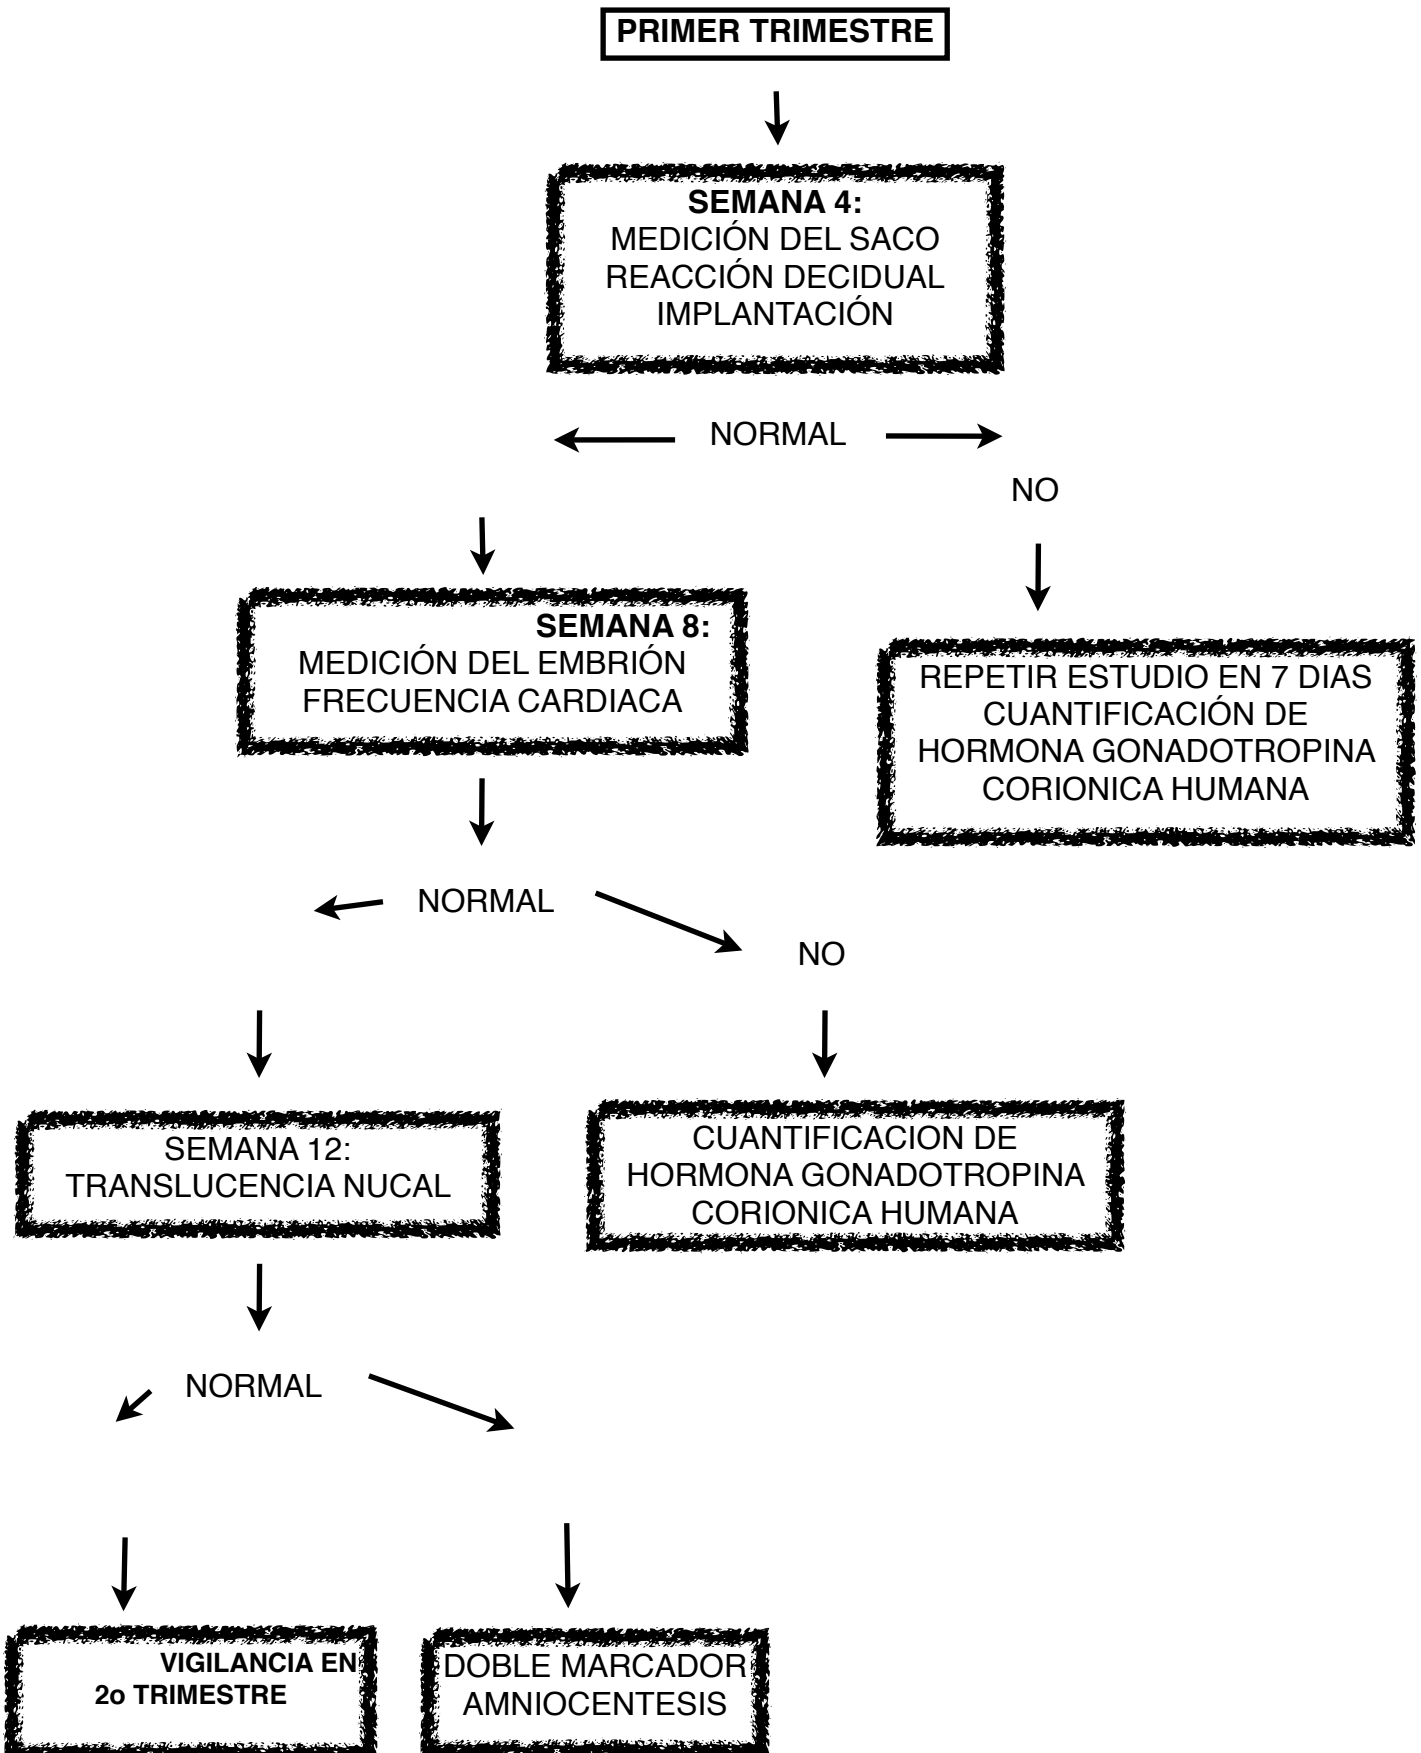 PRIMER TRIMESTRE
SEMANA 4:
MEDICIÓN DEL SACO
REACCIÓN DECIDUAL
IMPLANTACIÓN
NORMAL
NO
SEMANA 8:
MEDICIÓN DEL EMBRIÓN
FRECUENCIA CARDIACA
REPETIR ESTUDIO EN 7 DIAS
CUANTIFICACIÓN DE
HORMONA GONADOTROPINA
CORIONICA HUMANA
NORMAL
NO
SEMANA 12:
TRANSLUCENCIA NUCAL
CUANTIFICACION DE
HORMONA GONADOTROPINA
CORIONICA HUMANA
NORMAL
VIGILANCIA EN
2o TRIMESTRE
DOBLE MARCADOR
AMNIOCENTESIS